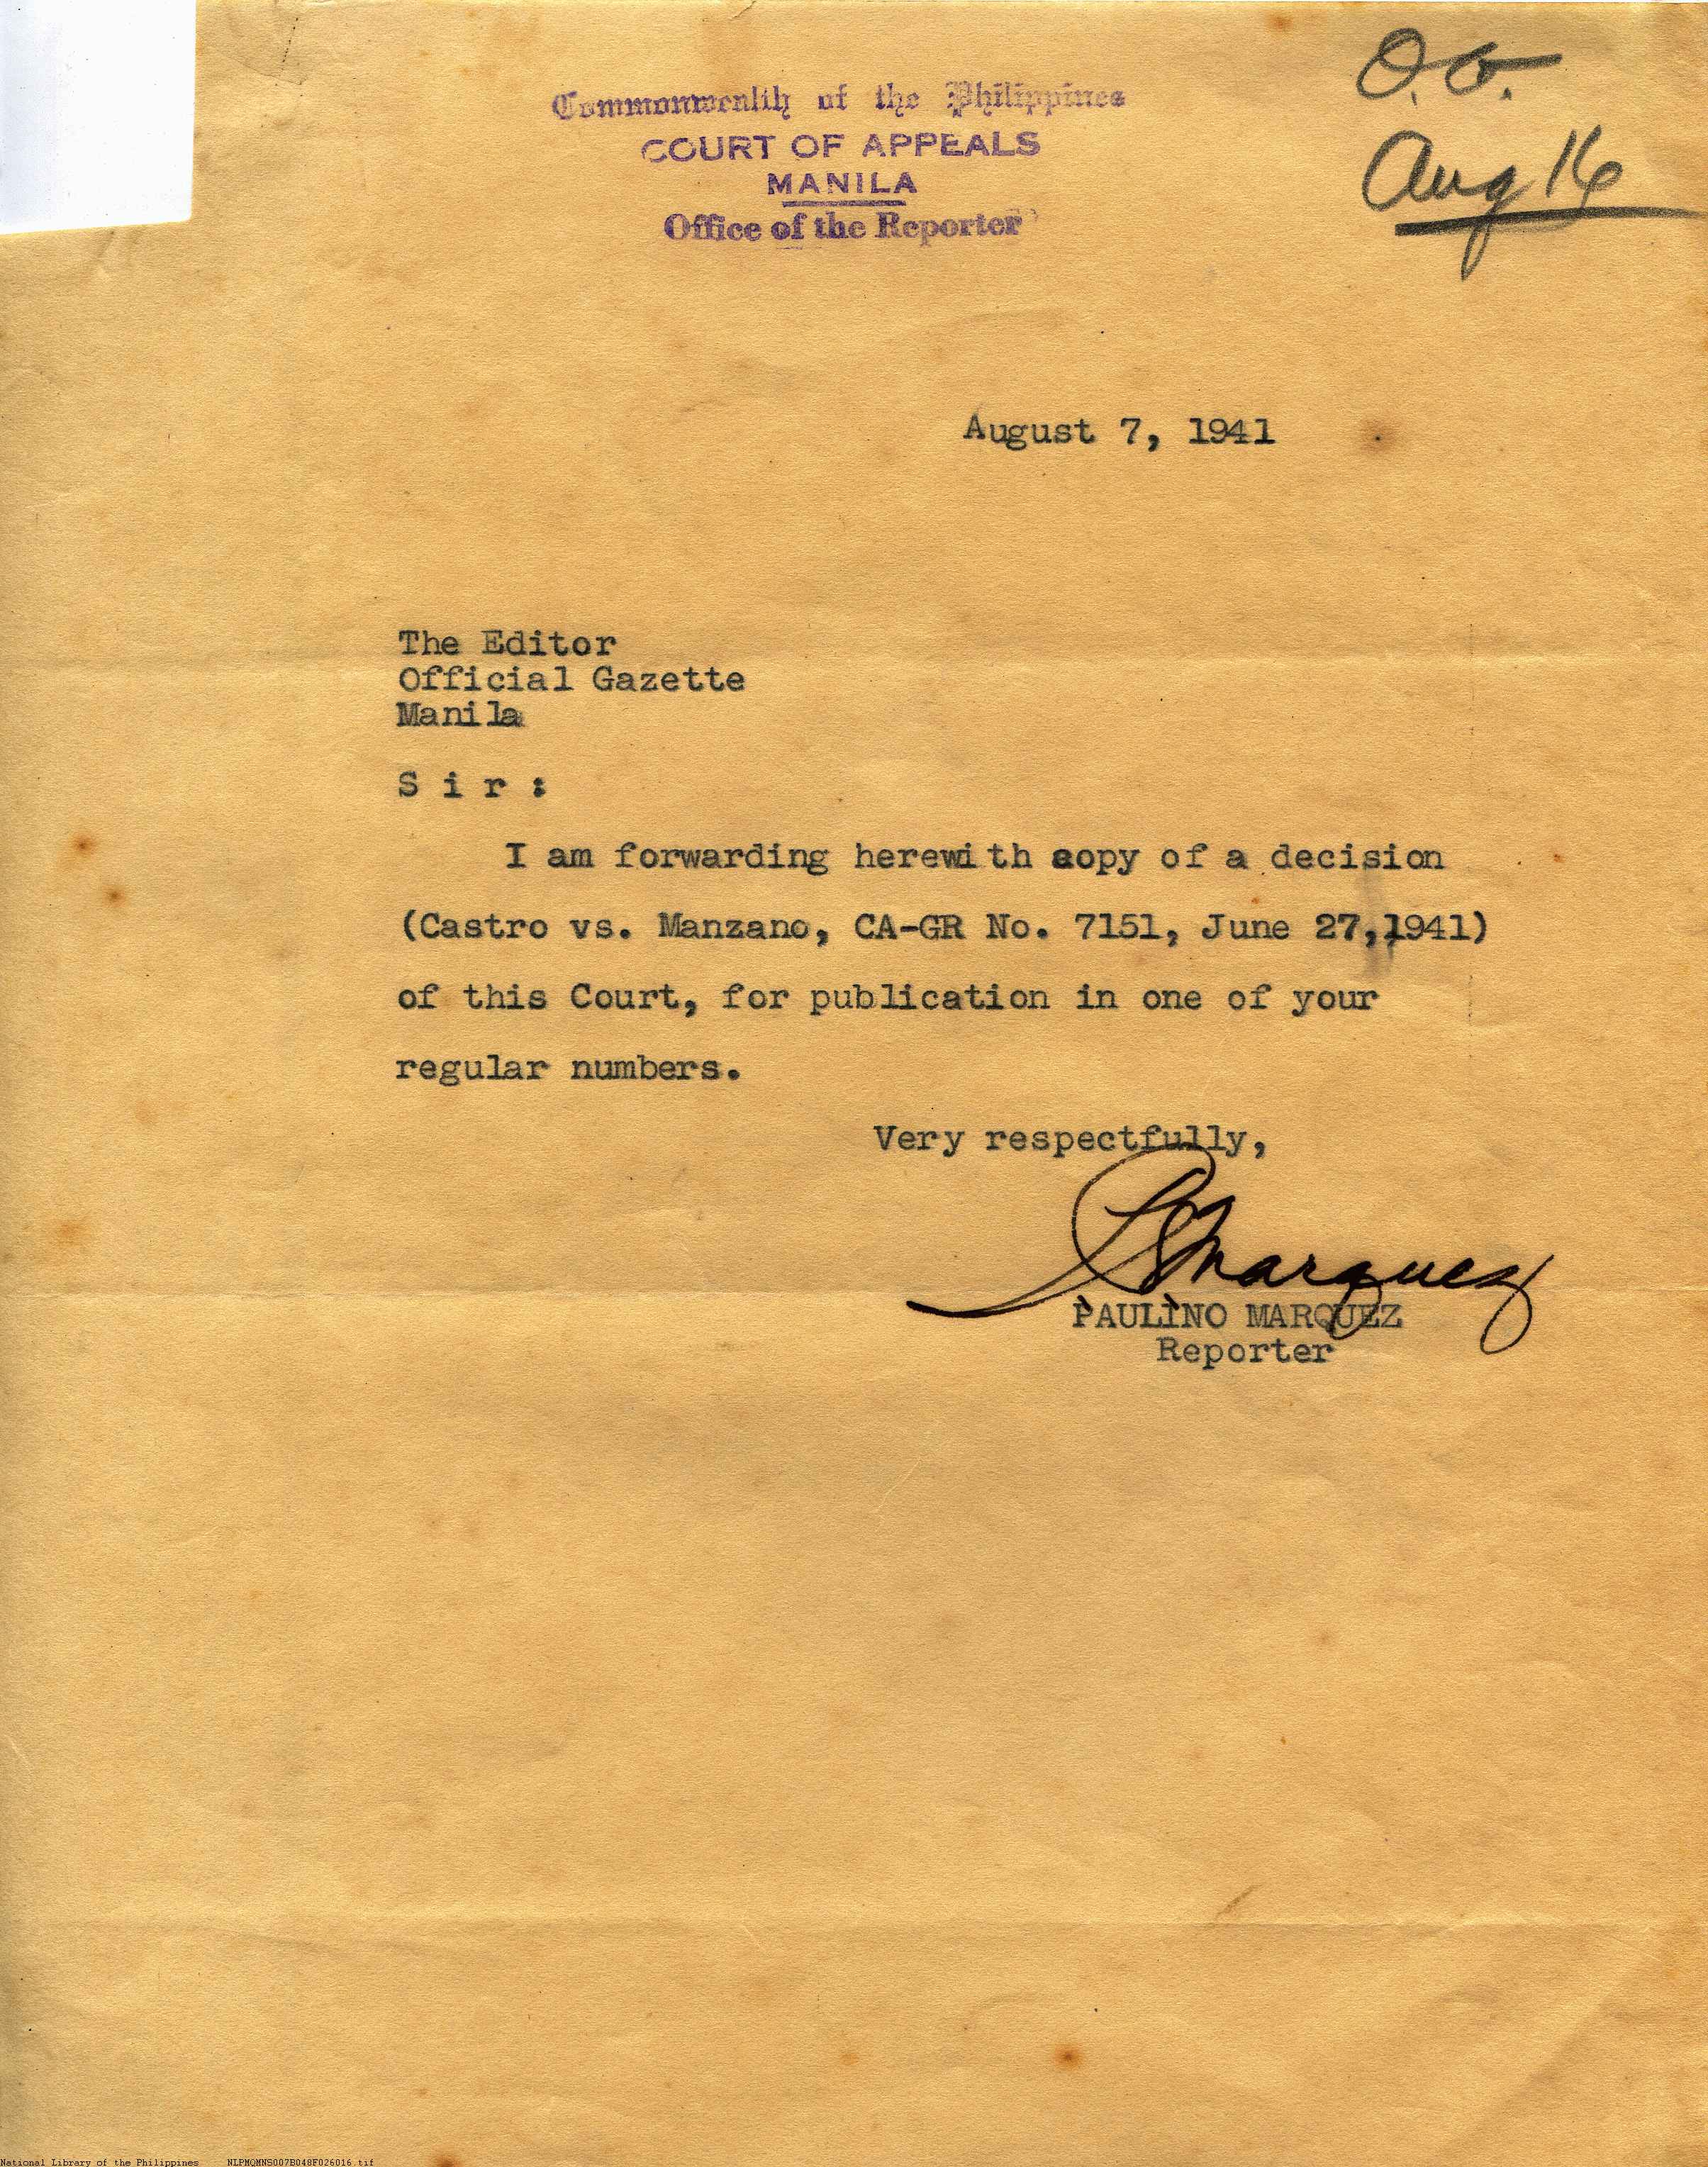 O.G.
Aug 16
Commonwealth of the Philippines
COURT OF APPEALS
MANILA
Office of the Reporter
August 7, 1941
The Editor
Official Gazette
Manila
S i r :
I am forwarding herewith copy of a decision
(Castro vs. Manzano, CA-GR No. 7151, June 27,1941)
of this Court, for publication in one of your
regular numbers.
Very respectfully,
PMarquez
PAULINO MARQUEZ
Reporter
National Library of the Philippines NLPMQMNS007B048F026016.tif